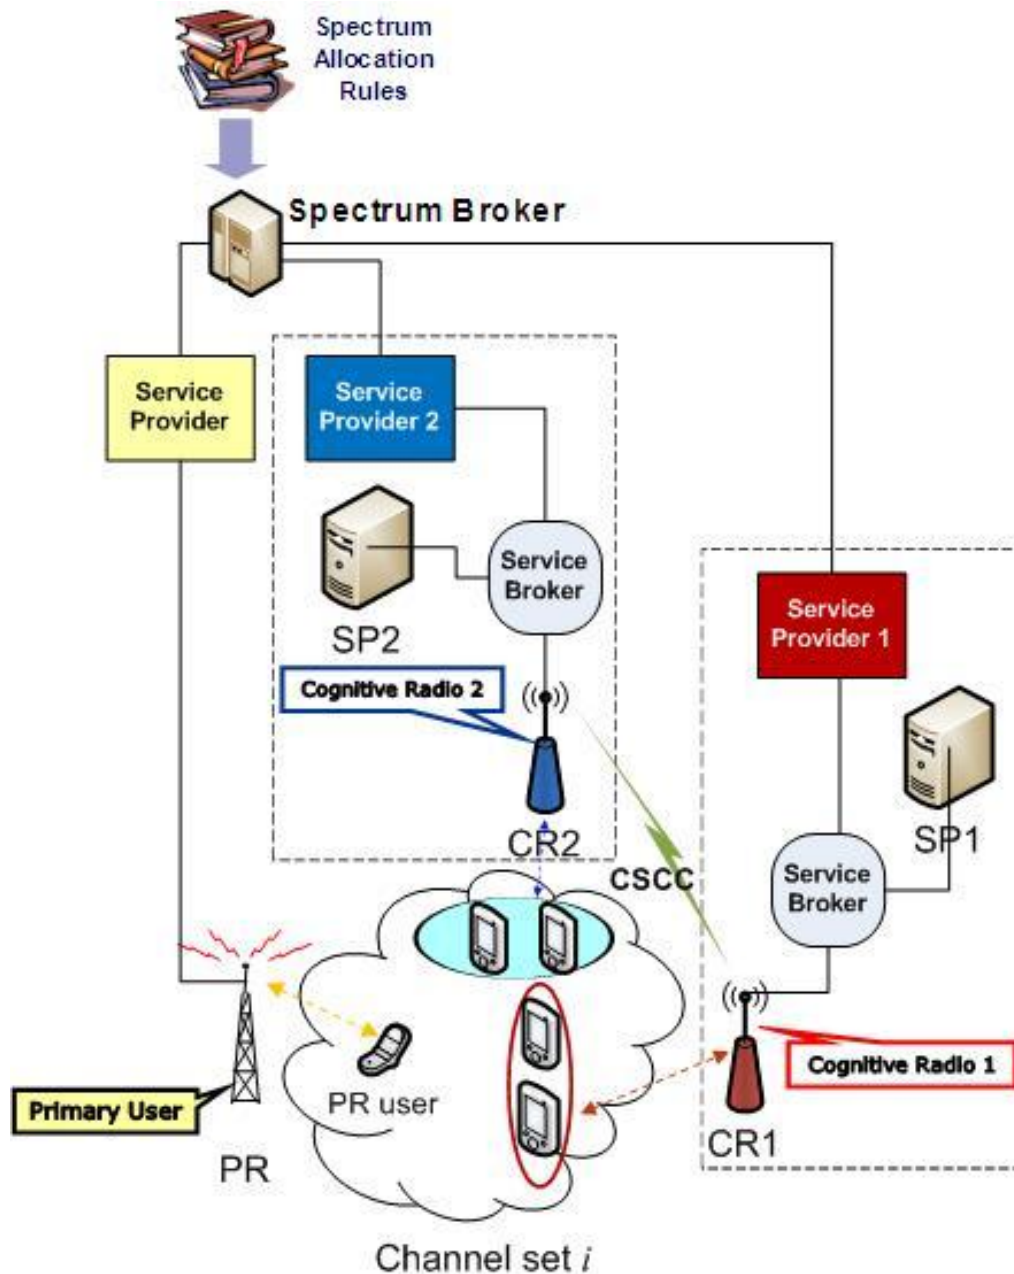 Spectrum
Allocation
Rules
Spectrum Broker
Service
Provider
Service
Provider 2
Service
Broker
SP2
Service
Provider 1
Cognitive Radio 2
SP1
CR2
Service
Broker
CSCC
Cognitive Radio 1
PR user
Primary User
CR1
PR
Channel set i